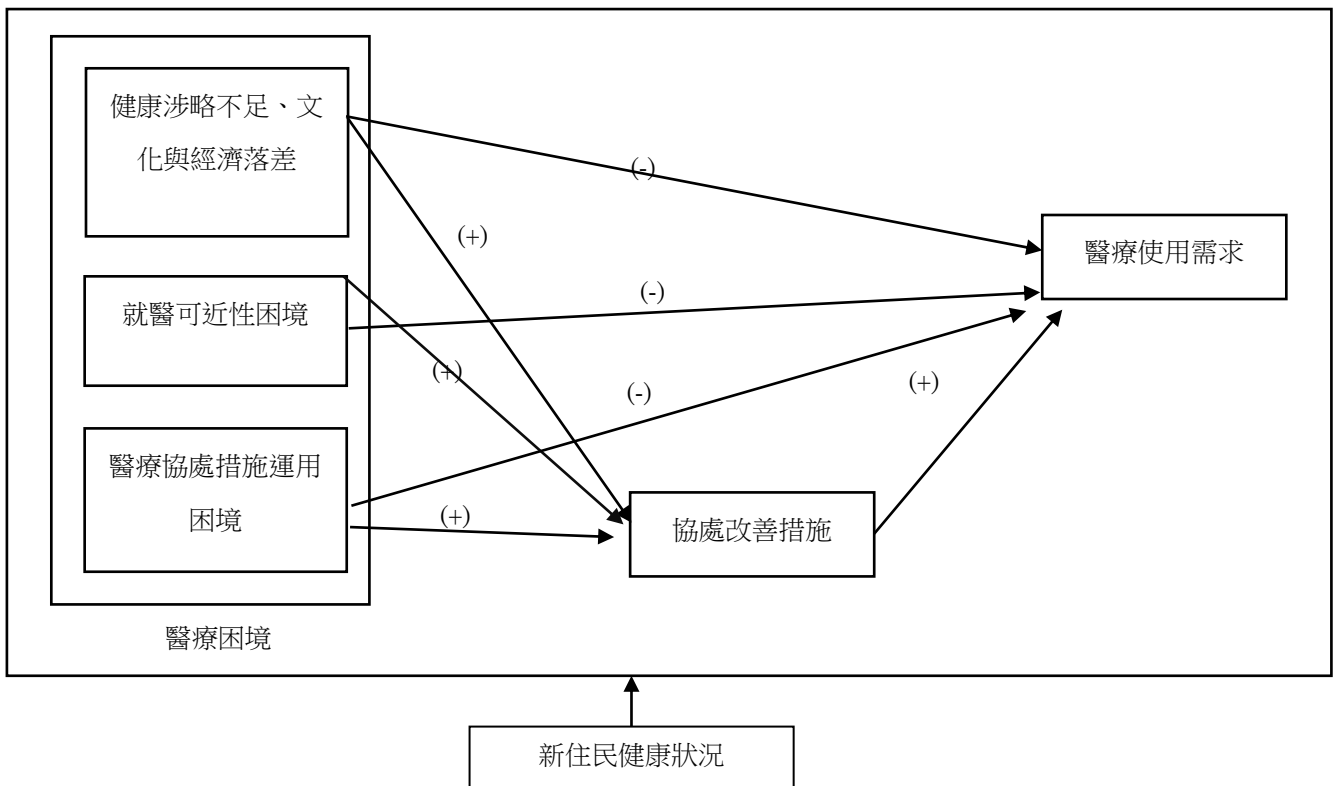 健康涉略不足、文
化與經濟落差
(-)
醫療使用需求
(+)
就醫可近性困境
(-)
(+)
(-)
(+)
醫療協處措施運用
困境
(+)
協處改善措施
醫療困境
新住民健康狀況